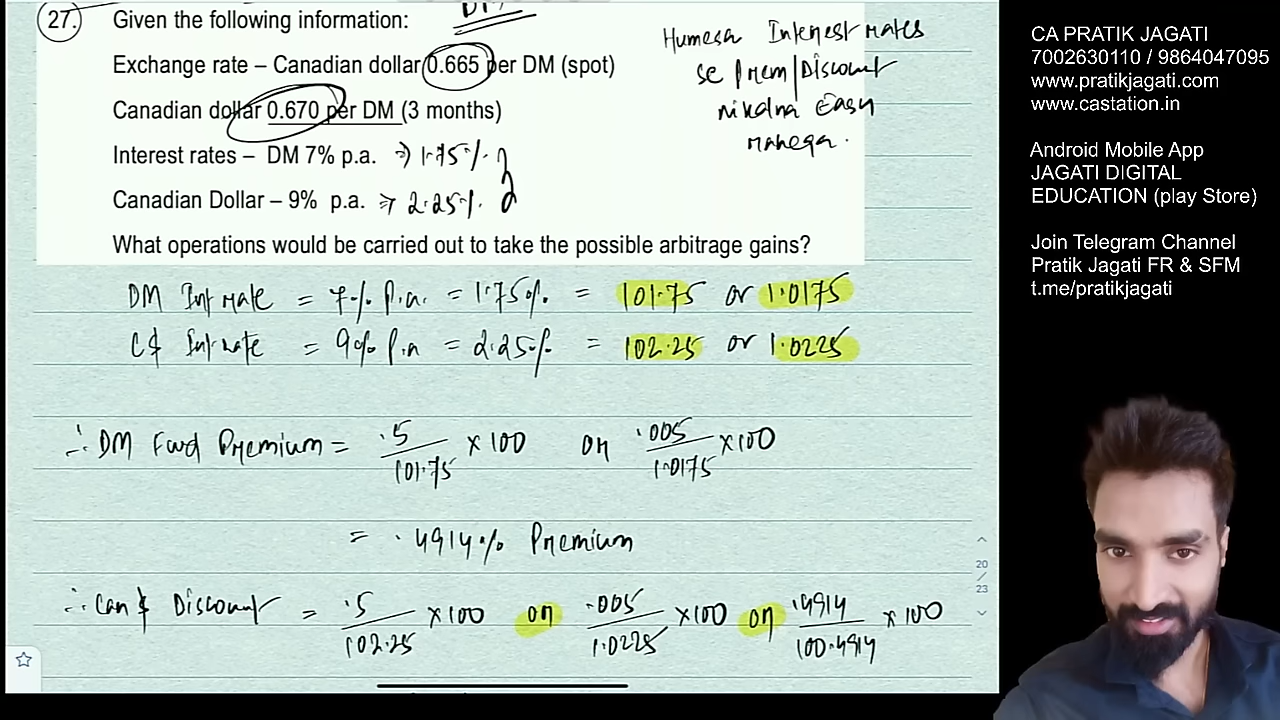 27.
Given the following information:
Exchange rate – Canadian dollar 0.665 per DM (spot)
Canadian dollar 0.670 per DM (3 months)
Interest rates – DM 7% p.a. ⇒ 1.75%
Canadian Dollar – 9% p.a. ⇒ 2.25%
What operations would be carried out to take the possible arbitrage gains?
Humesa Interest rates
se Prem/Discount
nikalna Easy
rahega.
DM Int rate = 7% P.a. = 1.75% = 101.75 or 1.0175
C$ Int rate = 9% P.a = 2.25% = 102.25 or 1.0225
∴ DM Fwd Premium = .5/101.75 × 100 or .005/1.0175 × 100
= .4914% Premium
∴ Can $ Discount = .5/102.25 × 100 or .005/1.0225 × 100 or .4914/100.4914 × 100
20
/
23
CA PRATIK JAGATI
7002630110 / 9864047095
www.pratikjagati.com
www.castation.in
Android Mobile App
JAGATI DIGITAL
EDUCATION (play Store)
Join Telegram Channel
Pratik Jagati FR & SFM
t.me/pratikjagati